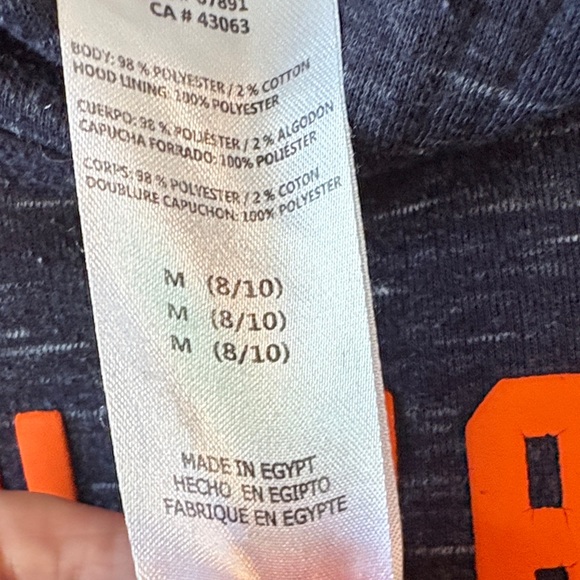 CA # 43063
BODY: 98 % POLYESTER / 2 % COTTON
HOOD LINING: 100% POLYESTER
CUERPO: 98 % POLIÉSTER / 2 % ALGODON
CAPUCHA FORRADO: 100% POLIÉSTER
CORPS: 98 % POLYESTER / 2 % COTON
DOUBLURE CAPUCHON: 100% POLYESTER
M (8/10)
M (8/10)
M (8/10)
MADE IN EGYPT
HECHO EN EGIPTO
FABRIQUE EN EGYPTE